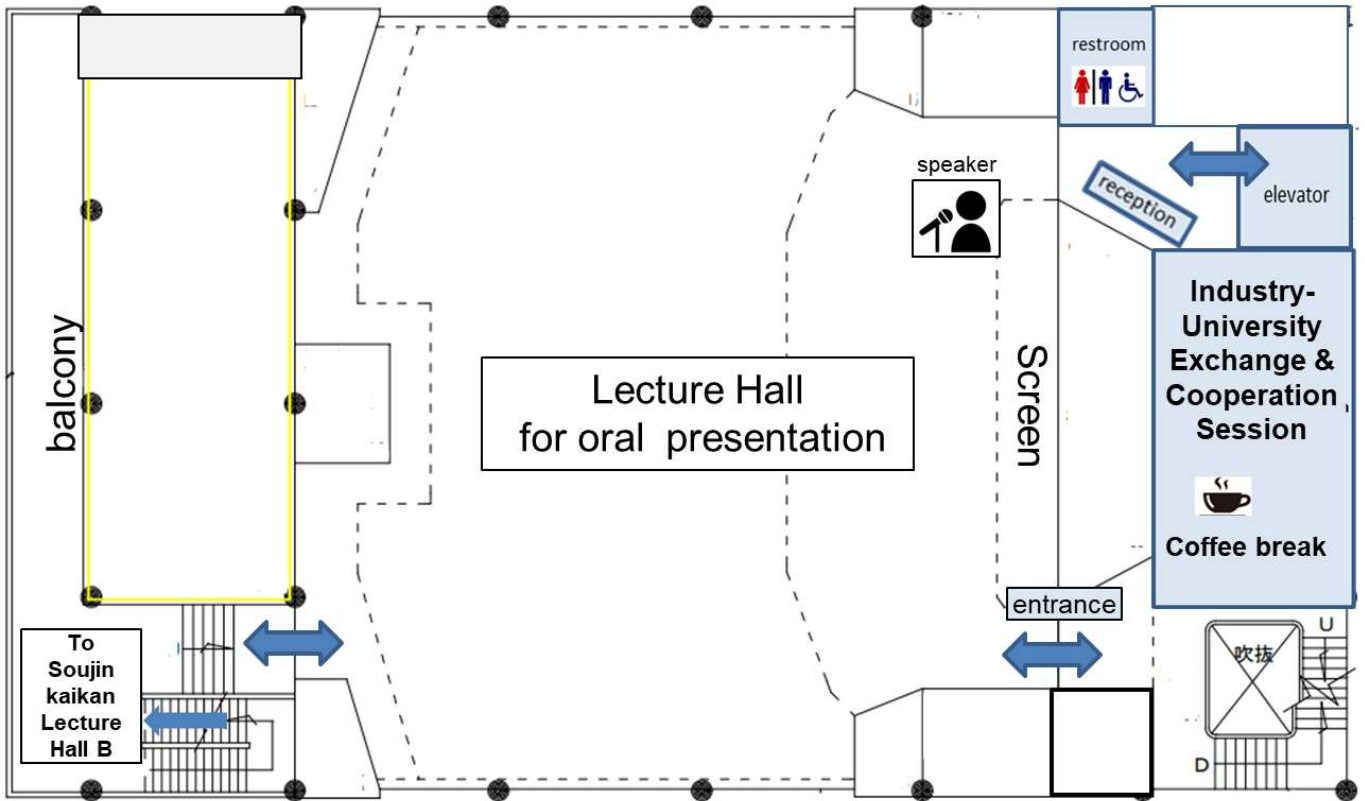 restroom
speaker
reception
elevator
balcony
Lecture Hall
for oral presentation
Screen
Industry-
University
Exchange &
Cooperation
Session
Coffee break
entrance
To
Soujin
kaikan
Lecture
Hall B
吹抜
U
D